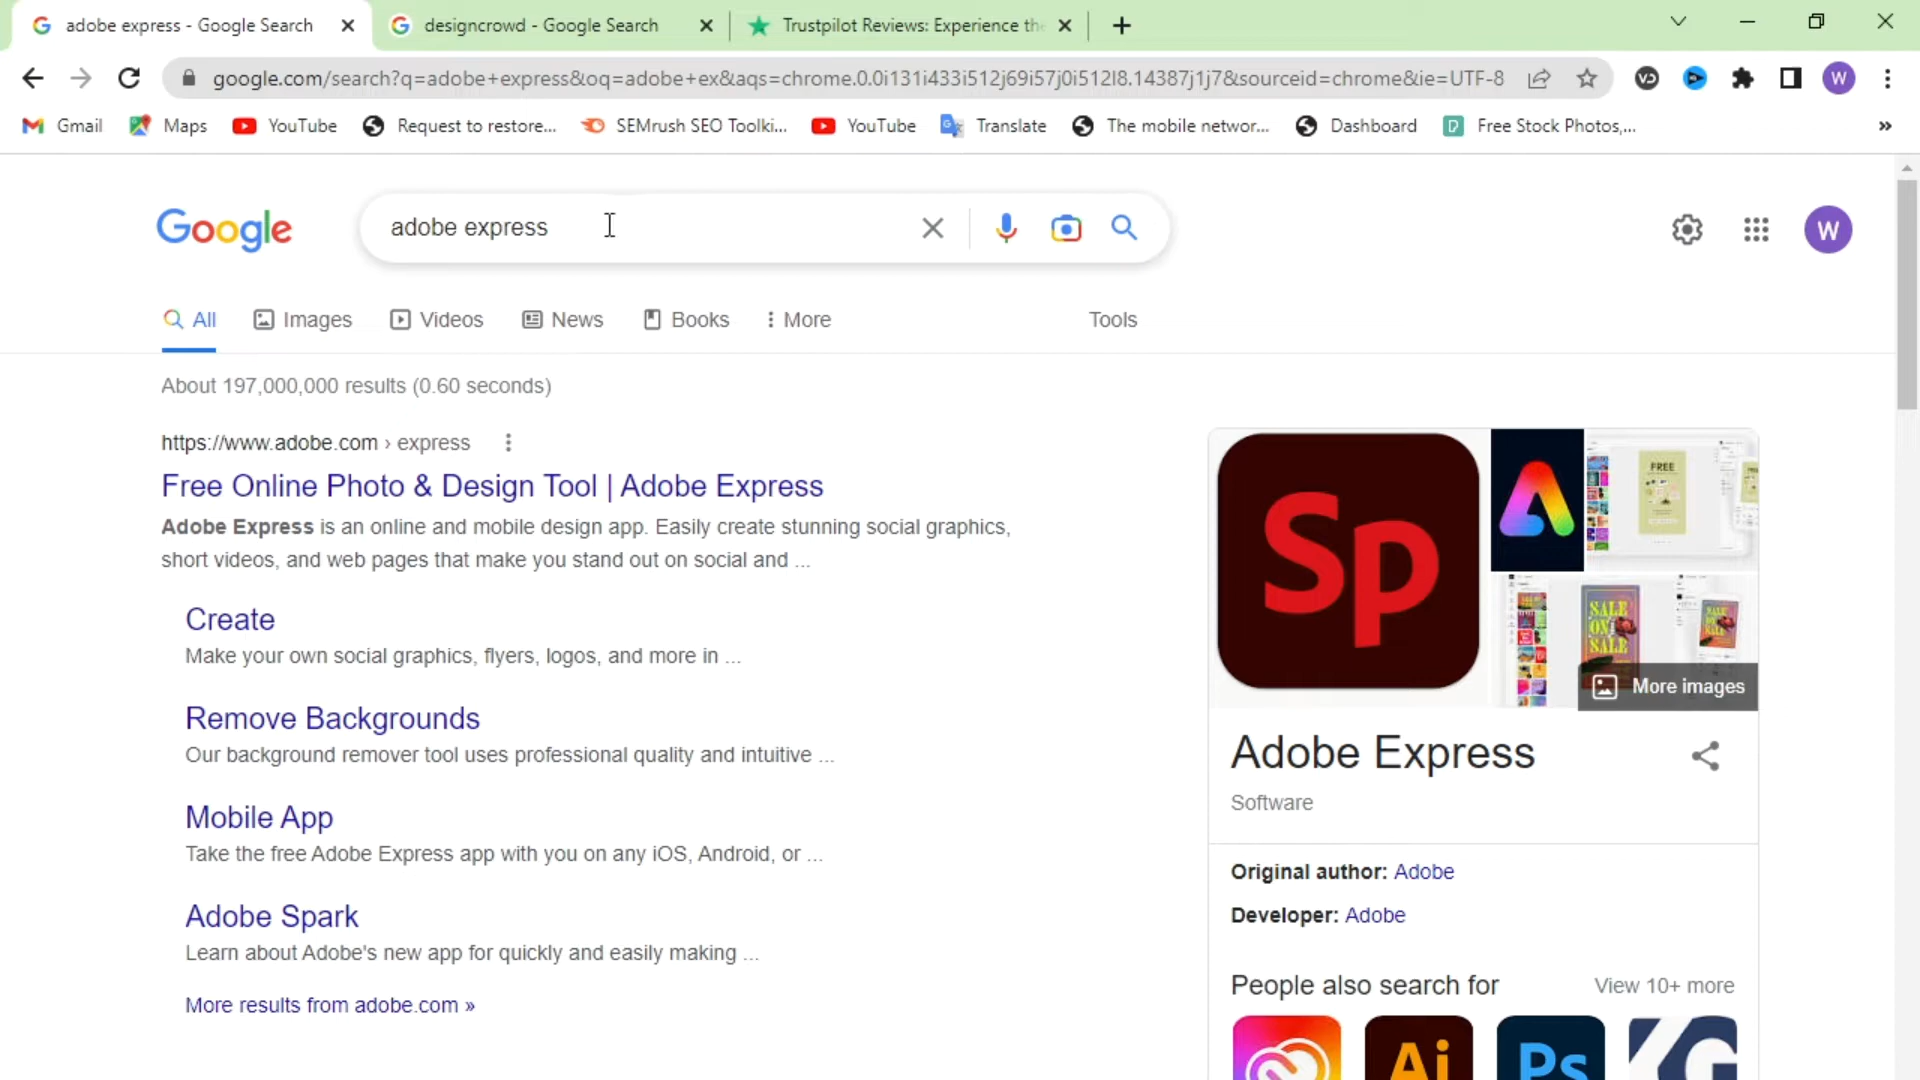 adobe express - Google Search
designcrowd - Google Search
Trustpilot Reviews: Experience the
google.com/search?q=adobe+express&oq=adobe+ex&aqs=chrome.0.0i131i433i512j69i57j0i512l8.14387j1j7&sourceid=chrome&ie=UTF-8
W
Gmail
Maps
YouTube
Request to restore...
SEMrush SEO Toolki...
YouTube
Translate
The mobile networ...
Dashboard
Free Stock Photos,...
»
Google
adobe express
W
All
Images
Videos
News
Books
More
Tools
About 197,000,000 results (0.60 seconds)
https://www.adobe.com › express
Free Online Photo & Design Tool | Adobe Express
Adobe Express is an online and mobile design app. Easily create stunning social graphics,
short videos, and web pages that make you stand out on social and ...
Create
Make your own social graphics, flyers, logos, and more in ...
Remove Backgrounds
Our background remover tool uses professional quality and intuitive ...
Mobile App
Take the free Adobe Express app with you on any iOS, Android, or ...
Adobe Spark
Learn about Adobe's new app for quickly and easily making ...
More results from adobe.com »
Sp
FREE
SALE
ON
SALE
More images
Adobe Express
Software
Original author: Adobe
Developer: Adobe
People also search for
View 10+ more
Ai
Ps